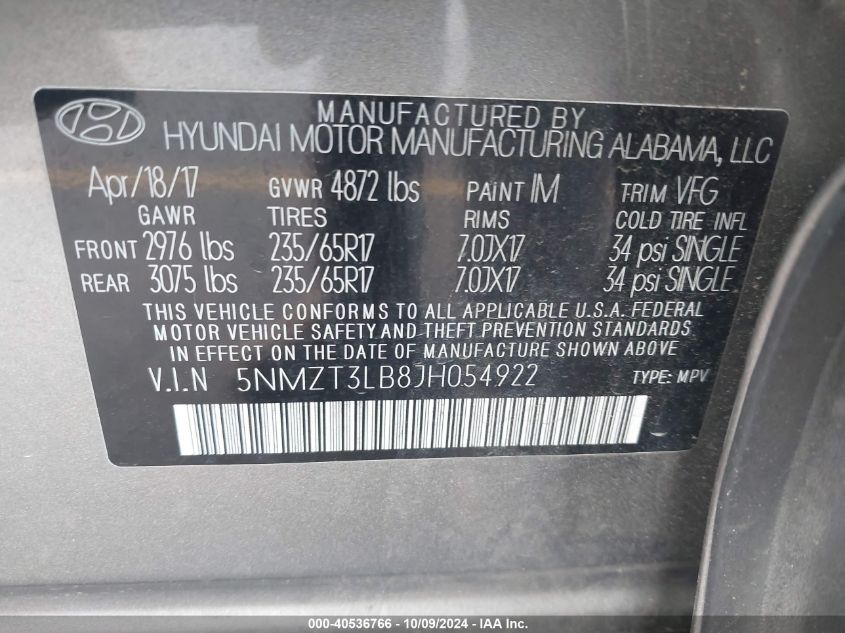 MANUFACTURED BY
HYUNDAI MOTOR MANUFACTURING ALABAMA, LLC
Apr/18/17 GVWR 4872 lbs PAINT IM TRIM VFG
GAWR TIRES RIMS COLD TIRE INFL
FRONT 2976 lbs 235/65R17 7.0JX17 34 psi SINGLE
REAR 3075 lbs 235/65R17 7.0JX17 34 psi SINGLE
THIS VEHICLE CONFORMS TO ALL APPLICABLE U.S.A. FEDERAL
MOTOR VEHICLE SAFETY AND THEFT PREVENTION STANDARDS
IN EFFECT ON THE DATE OF MANUFACTURE SHOWN ABOVE.
V.I.N 5NMZT3LB8JH054922 TYPE: MPV
000-40536766 - 10/09/2024 - IAA Inc.